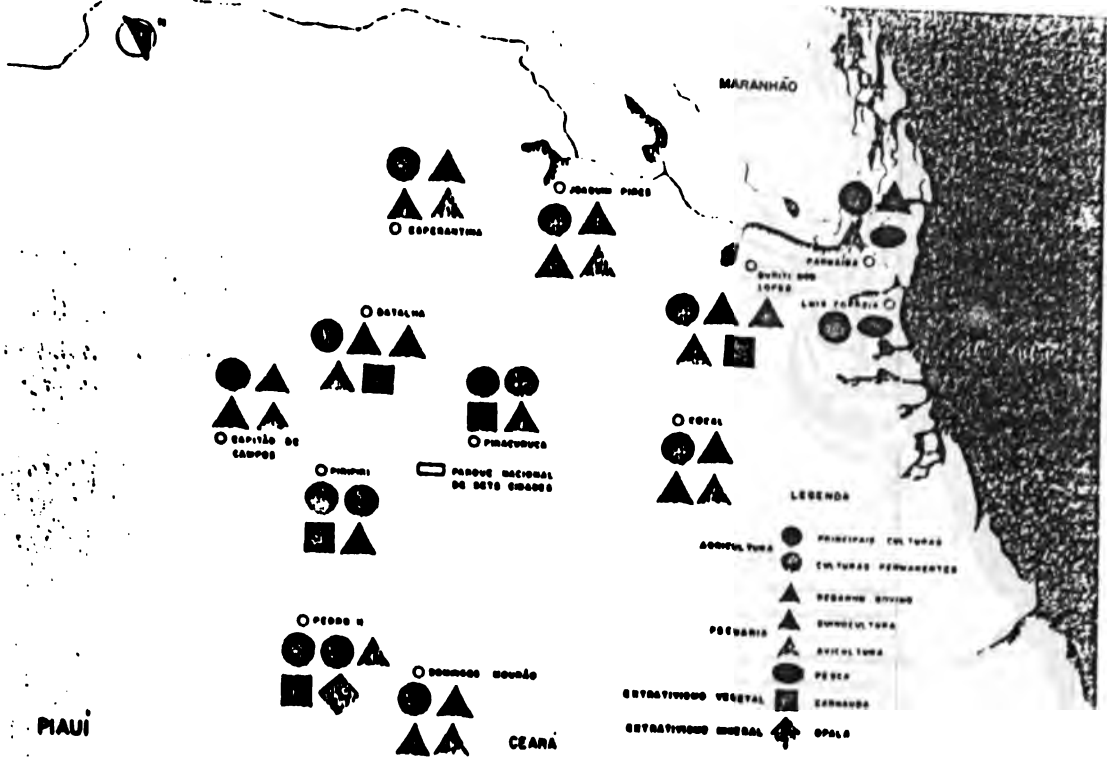 N
MARANHÃO
JOAQUIM PIRES
ESPERANTINA
PARNAÍBA
BURITI DOS
LOPES
LUIS CORREIA
BATALHA
COCAL
CAPITÃO DE
CAMPOS
PIRACURUCA
PIRIPIRI
PARQUE NACIONAL
DE SETE CIDADES
LEGENDA
AGRICULTURA
PRINCIPAIS CULTURAS
CULTURAS PERMANENTES
REBANHO BOVINO
PECUARIA
SUINOCULTURA
AVICULTURA
PESCA
EXTRATIVISMO VEGETAL
CARNAUBA
EXTRATIVISMO MINERAL
OPALA
PEDRO II
DOMINGOS MOURÃO
PIAUÍ
CEARÁ